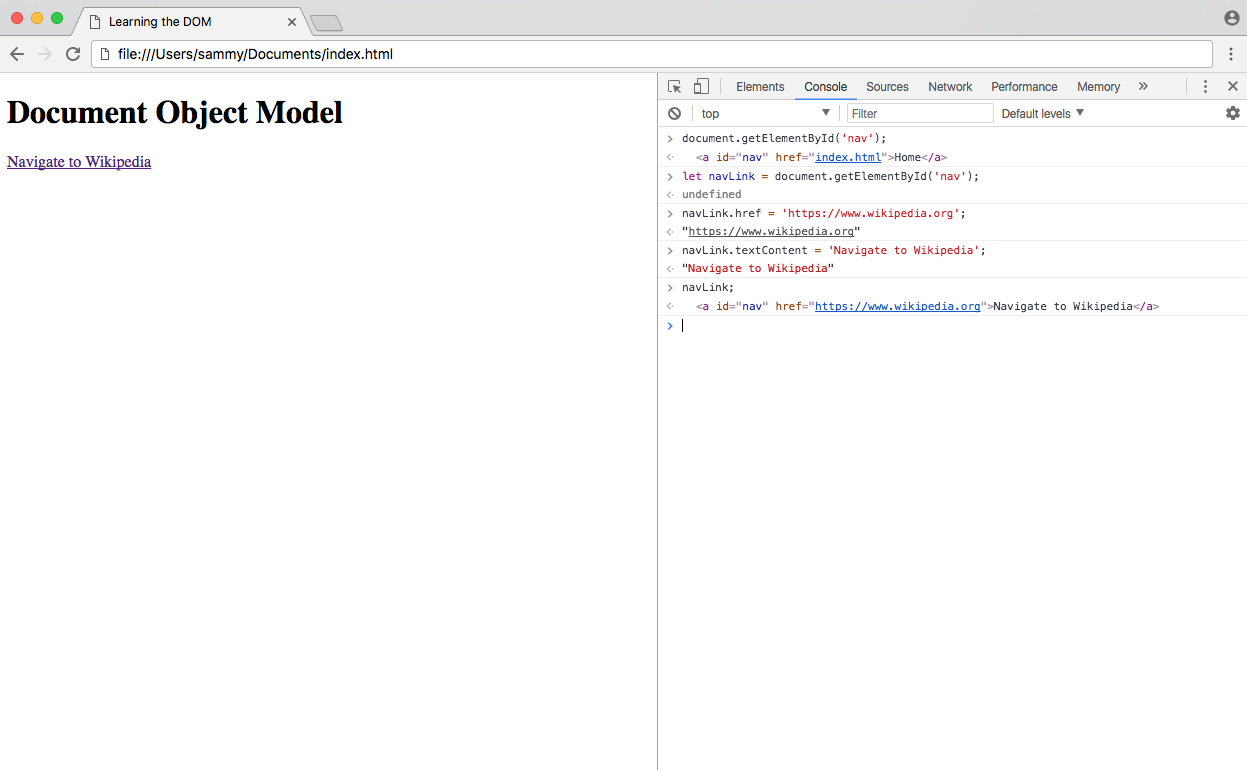 Learning the DOM
file:///Users/sammy/Documents/index.html
Document Object Model
Navigate to Wikipedia
Elements Console Sources Network Performance Memory »
top Filter Default levels
document.getElementById('nav');
<a id="nav" href="index.html">Home</a>
let navLink = document.getElementById('nav');
undefined
navLink.href = 'https://www.wikipedia.org';
"https://www.wikipedia.org"
navLink.textContent = 'Navigate to Wikipedia';
"Navigate to Wikipedia"
navLink;
<a id="nav" href="https://www.wikipedia.org">Navigate to Wikipedia</a>